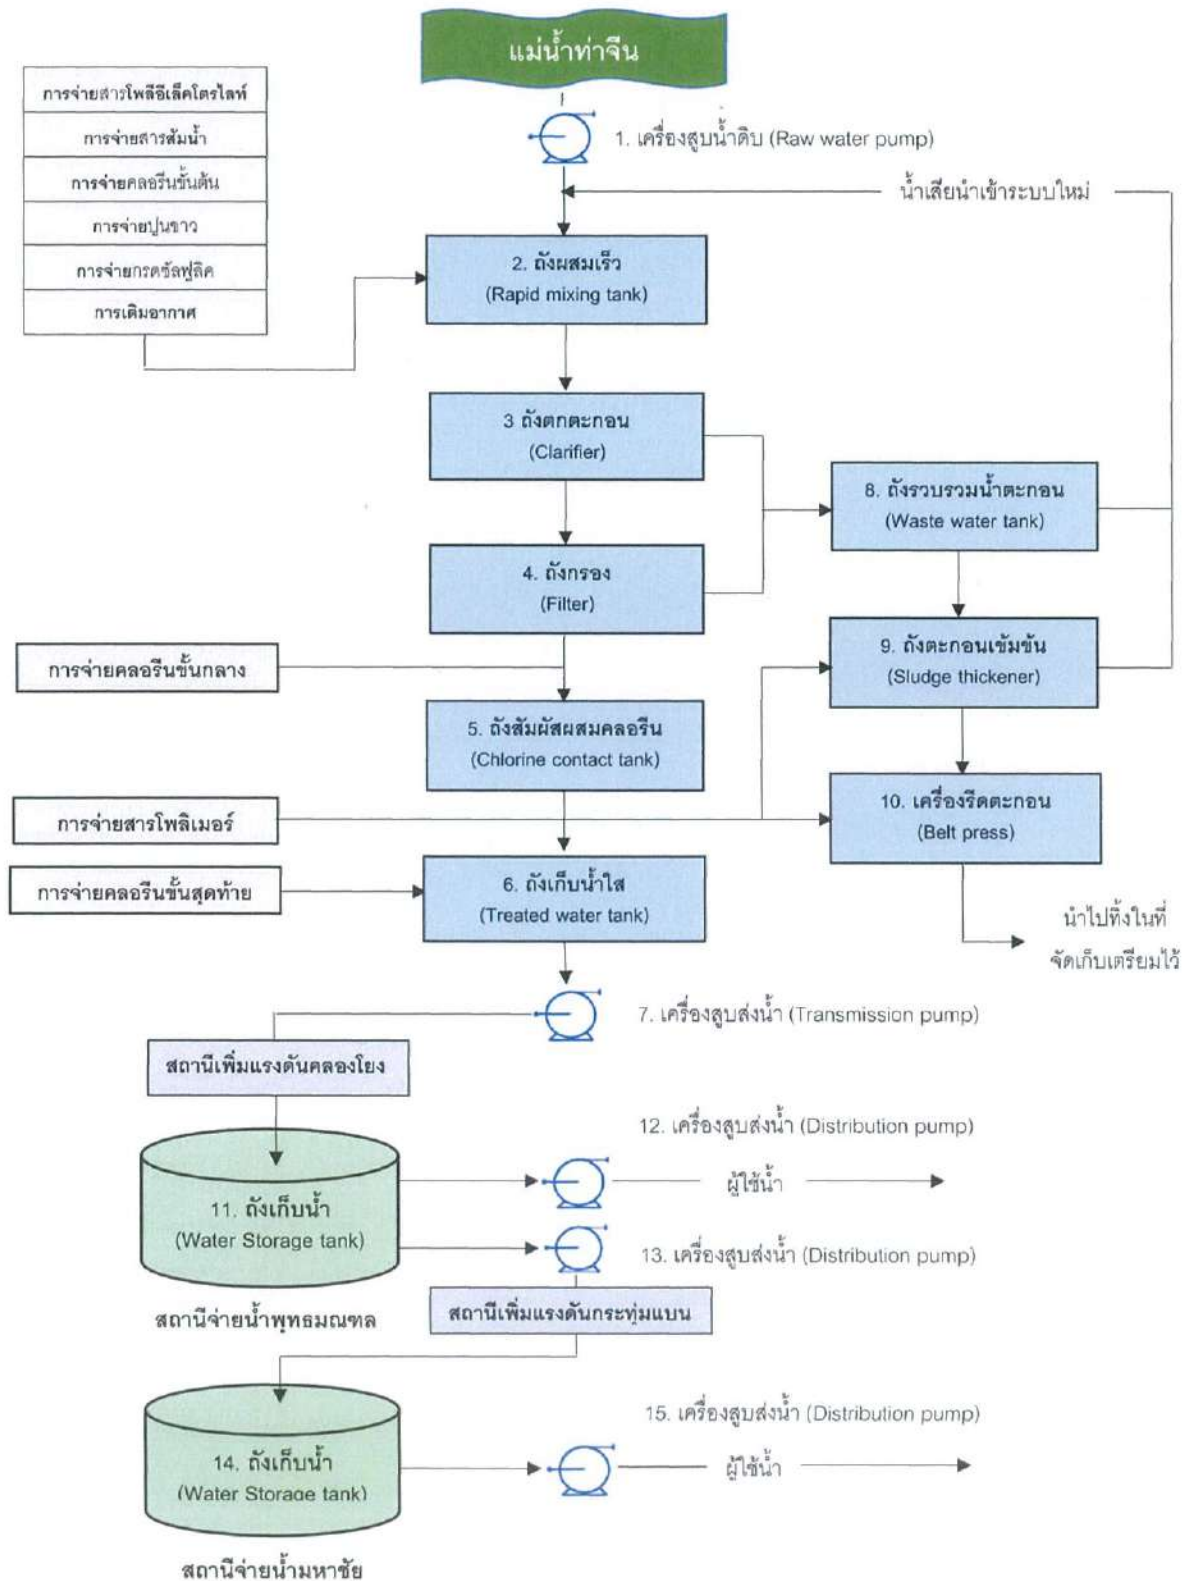 แม่น้ำท่าจีน
การจ่ายสารโพลีอีเล็คโตรไลท์
การจ่ายสารส้มน้ำ
การจ่ายคลอรีนขั้นต้น
การจ่ายปูนขาว
การจ่ายกรดซัลฟูลิค
การเติมอากาศ
1. เครื่องสูบน้ำดิบ (Raw water pump)
น้ำเสียนำเข้าระบบใหม่
2. ถังผสมเร็ว
(Rapid mixing tank)
3 ถังตกตะกอน
(Clarifier)
8. ถังรวบรวมน้ำตะกอน
(Waste water tank)
4. ถังกรอง
(Filter)
9. ถังตะกอนเข้มข้น
(Sludge thickener)
การจ่ายคลอรีนขั้นกลาง
5. ถังสัมผัสผสมคลอรีน
(Chlorine contact tank)
10. เครื่องรีดตะกอน
(Belt press)
การจ่ายสารโพลิเมอร์
การจ่ายคลอรีนขั้นสุดท้าย
6. ถังเก็บน้ำใส
(Treated water tank)
นำไปทิ้งในที่
จัดเก็บเตรียมไว้
7. เครื่องสูบส่งน้ำ (Transmission pump)
สถานีเพิ่มแรงดันคลองโยง
12. เครื่องสูบส่งน้ำ (Distribution pump)
ผู้ใช้น้ำ
11. ถังเก็บน้ำ
(Water Storage tank)
13. เครื่องสูบส่งน้ำ (Distribution pump)
สถานีจ่ายน้ำพุทธมณฑล
สถานีเพิ่มแรงดันกระทุ่มแบน
15. เครื่องสูบส่งน้ำ (Distribution pump)
14. ถังเก็บน้ำ
(Water Storage tank)
ผู้ใช้น้ำ
สถานีจ่ายน้ำมหาชัย